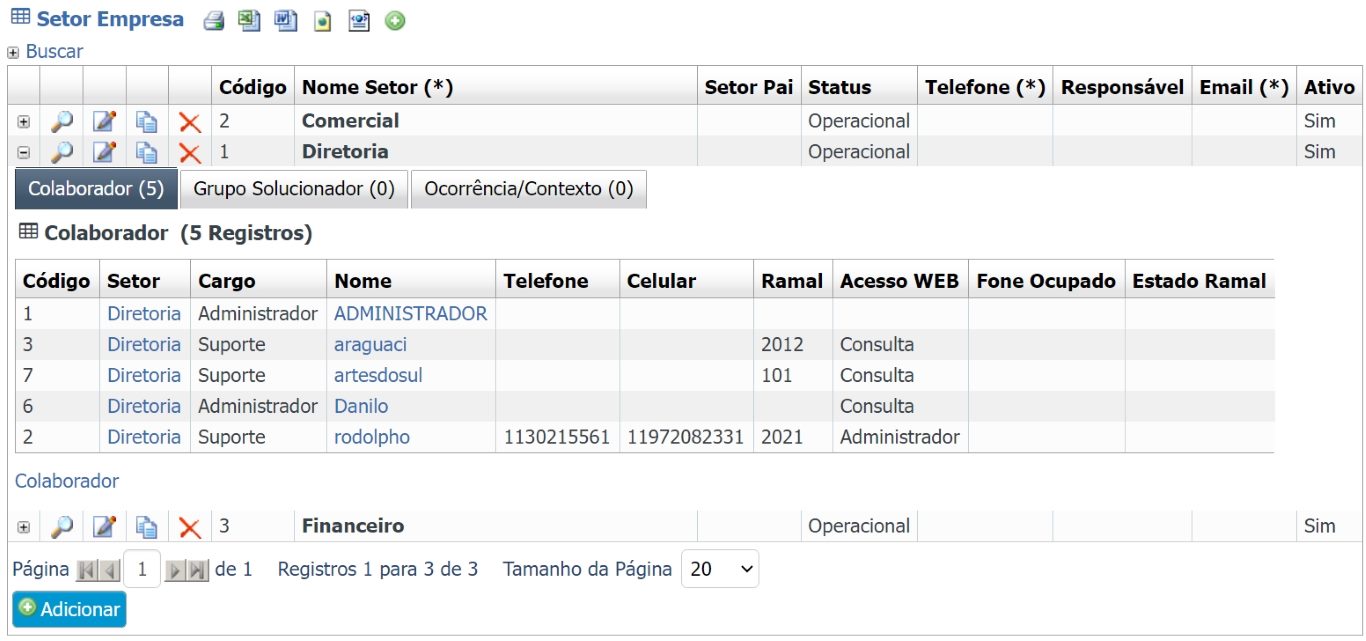 Setor Empresa
Buscar
Código Nome Setor (*) Setor Pai Status Telefone (*) Responsável Email (*) Ativo
2 Comercial Operacional Sim
1 Diretoria Operacional Sim
Colaborador (5) Grupo Solucionador (0) Ocorrência/Contexto (0)
Colaborador (5 Registros)
Código Setor Cargo Nome Telefone Celular Ramal Acesso WEB Fone Ocupado Estado Ramal
1 Diretoria Administrador ADMINISTRADOR
3 Diretoria Suporte araguaci 2012 Consulta
7 Diretoria Suporte artesdosul 101 Consulta
6 Diretoria Administrador Danilo Consulta
2 Diretoria Suporte rodolpho 1130215561 11972082331 2021 Administrador
Colaborador
3 Financeiro Operacional Sim
Página 1 de 1 Registros 1 para 3 de 3 Tamanho da Página 20
Adicionar